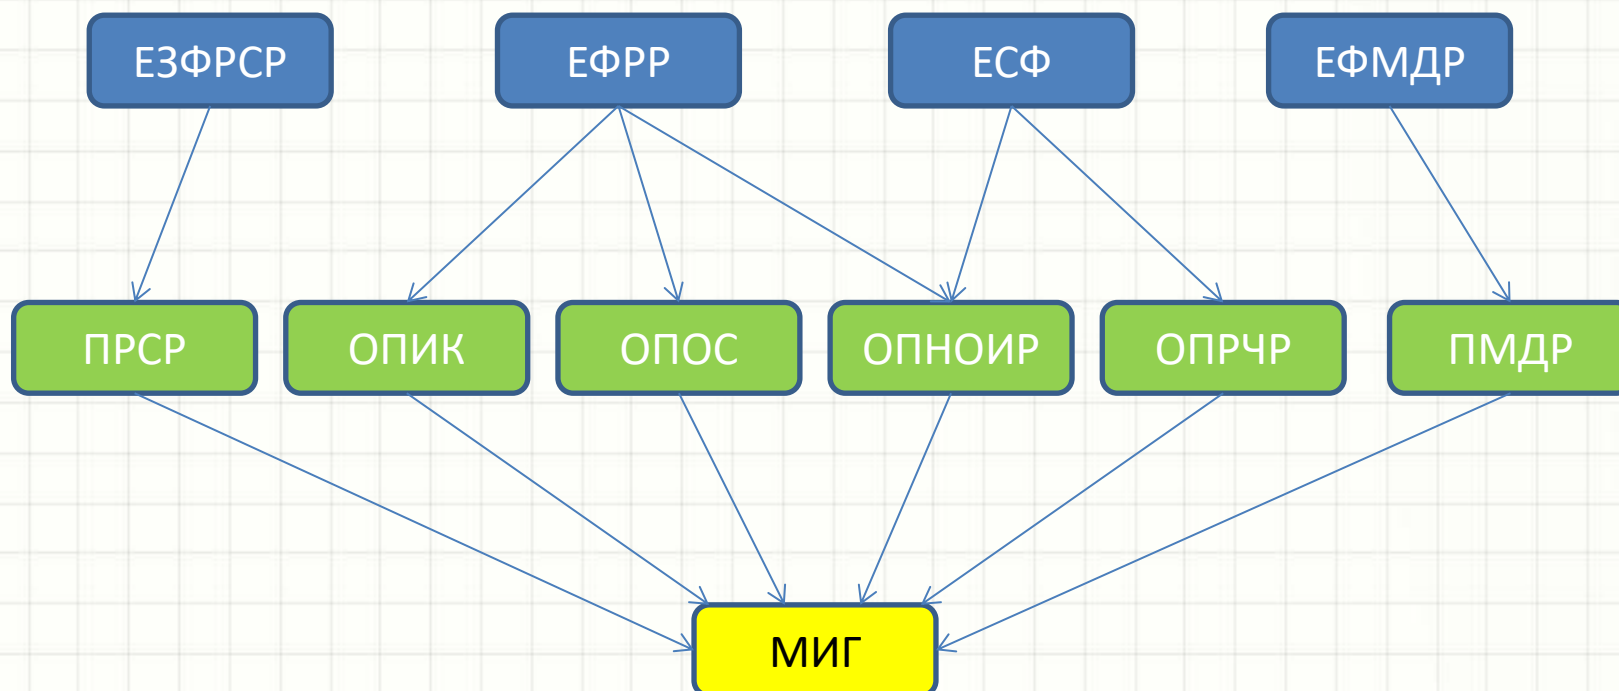 ЕЗФРСР
ЕФРР
ЕСФ
ЕФМДР
ПРСР
ОПИК
ОПОС
ОПНОИР
ОПРЧР
ПМДР
МИГ